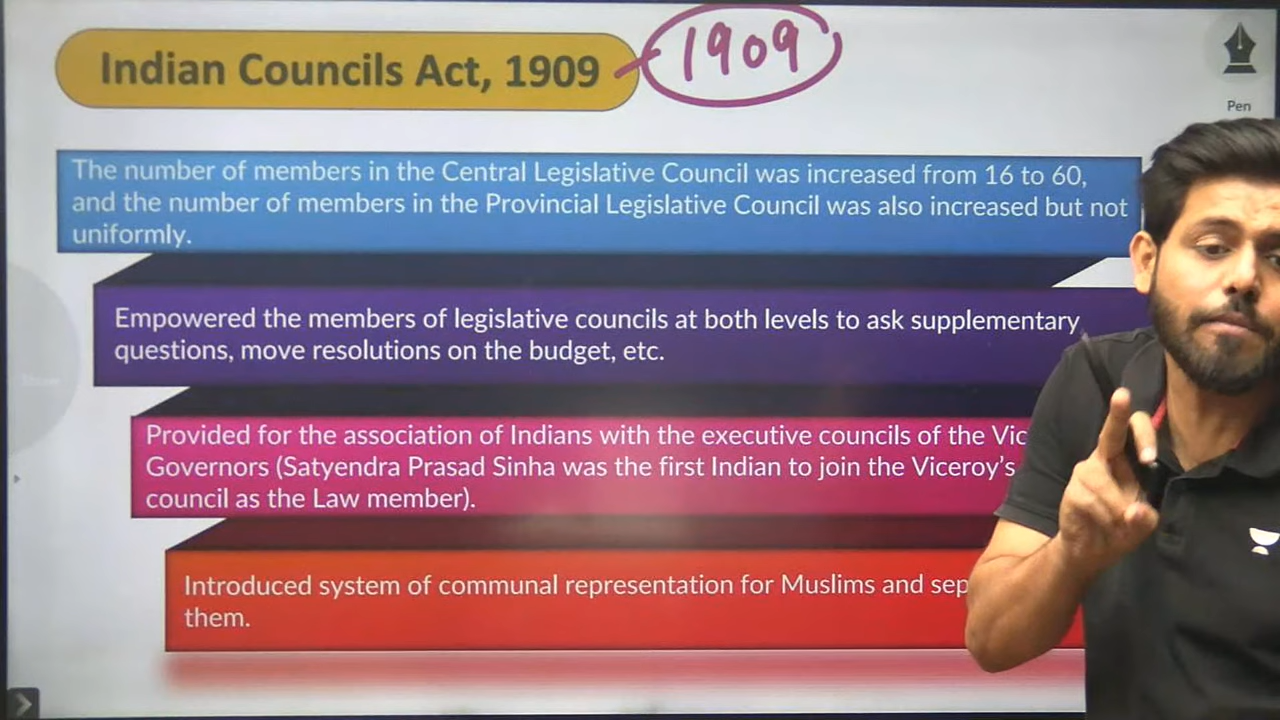 Indian Councils Act, 1909
1909
Pen
The number of members in the Central Legislative Council was increased from 16 to 60,
and the number of members in the Provincial Legislative Council was also increased but not
uniformly.
Empowered the members of legislative councils at both levels to ask supplementary
questions, move resolutions on the budget, etc.
Provided for the association of Indians with the executive councils of the Vic
Governors (Satyendra Prasad Sinha was the first Indian to join the Viceroy's
council as the Law member).
Introduced system of communal representation for Muslims and sep
them.